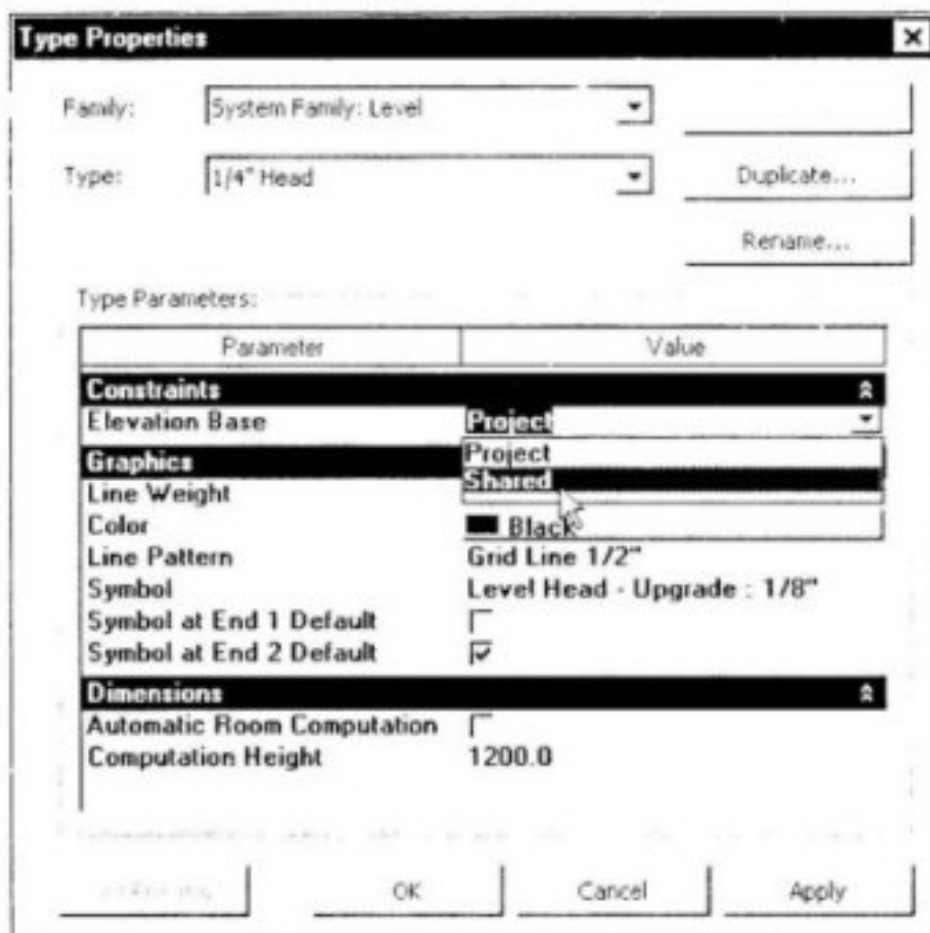 Type Properties
Family: System Family: Level
Type: 1/4" Head Duplicate...
Rename...
Type Parameters:
Parameter Value
Constraints
Elevation Base Project
Project
Graphics
Shared
Line Weight
Color Black
Line Pattern Grid Line 1/2"
Symbol Level Head - Upgrade : 1/8"
Symbol at End 1 Default
Symbol at End 2 Default
Dimensions
Automatic Room Computation
Computation Height 1200.0
OK Cancel Apply